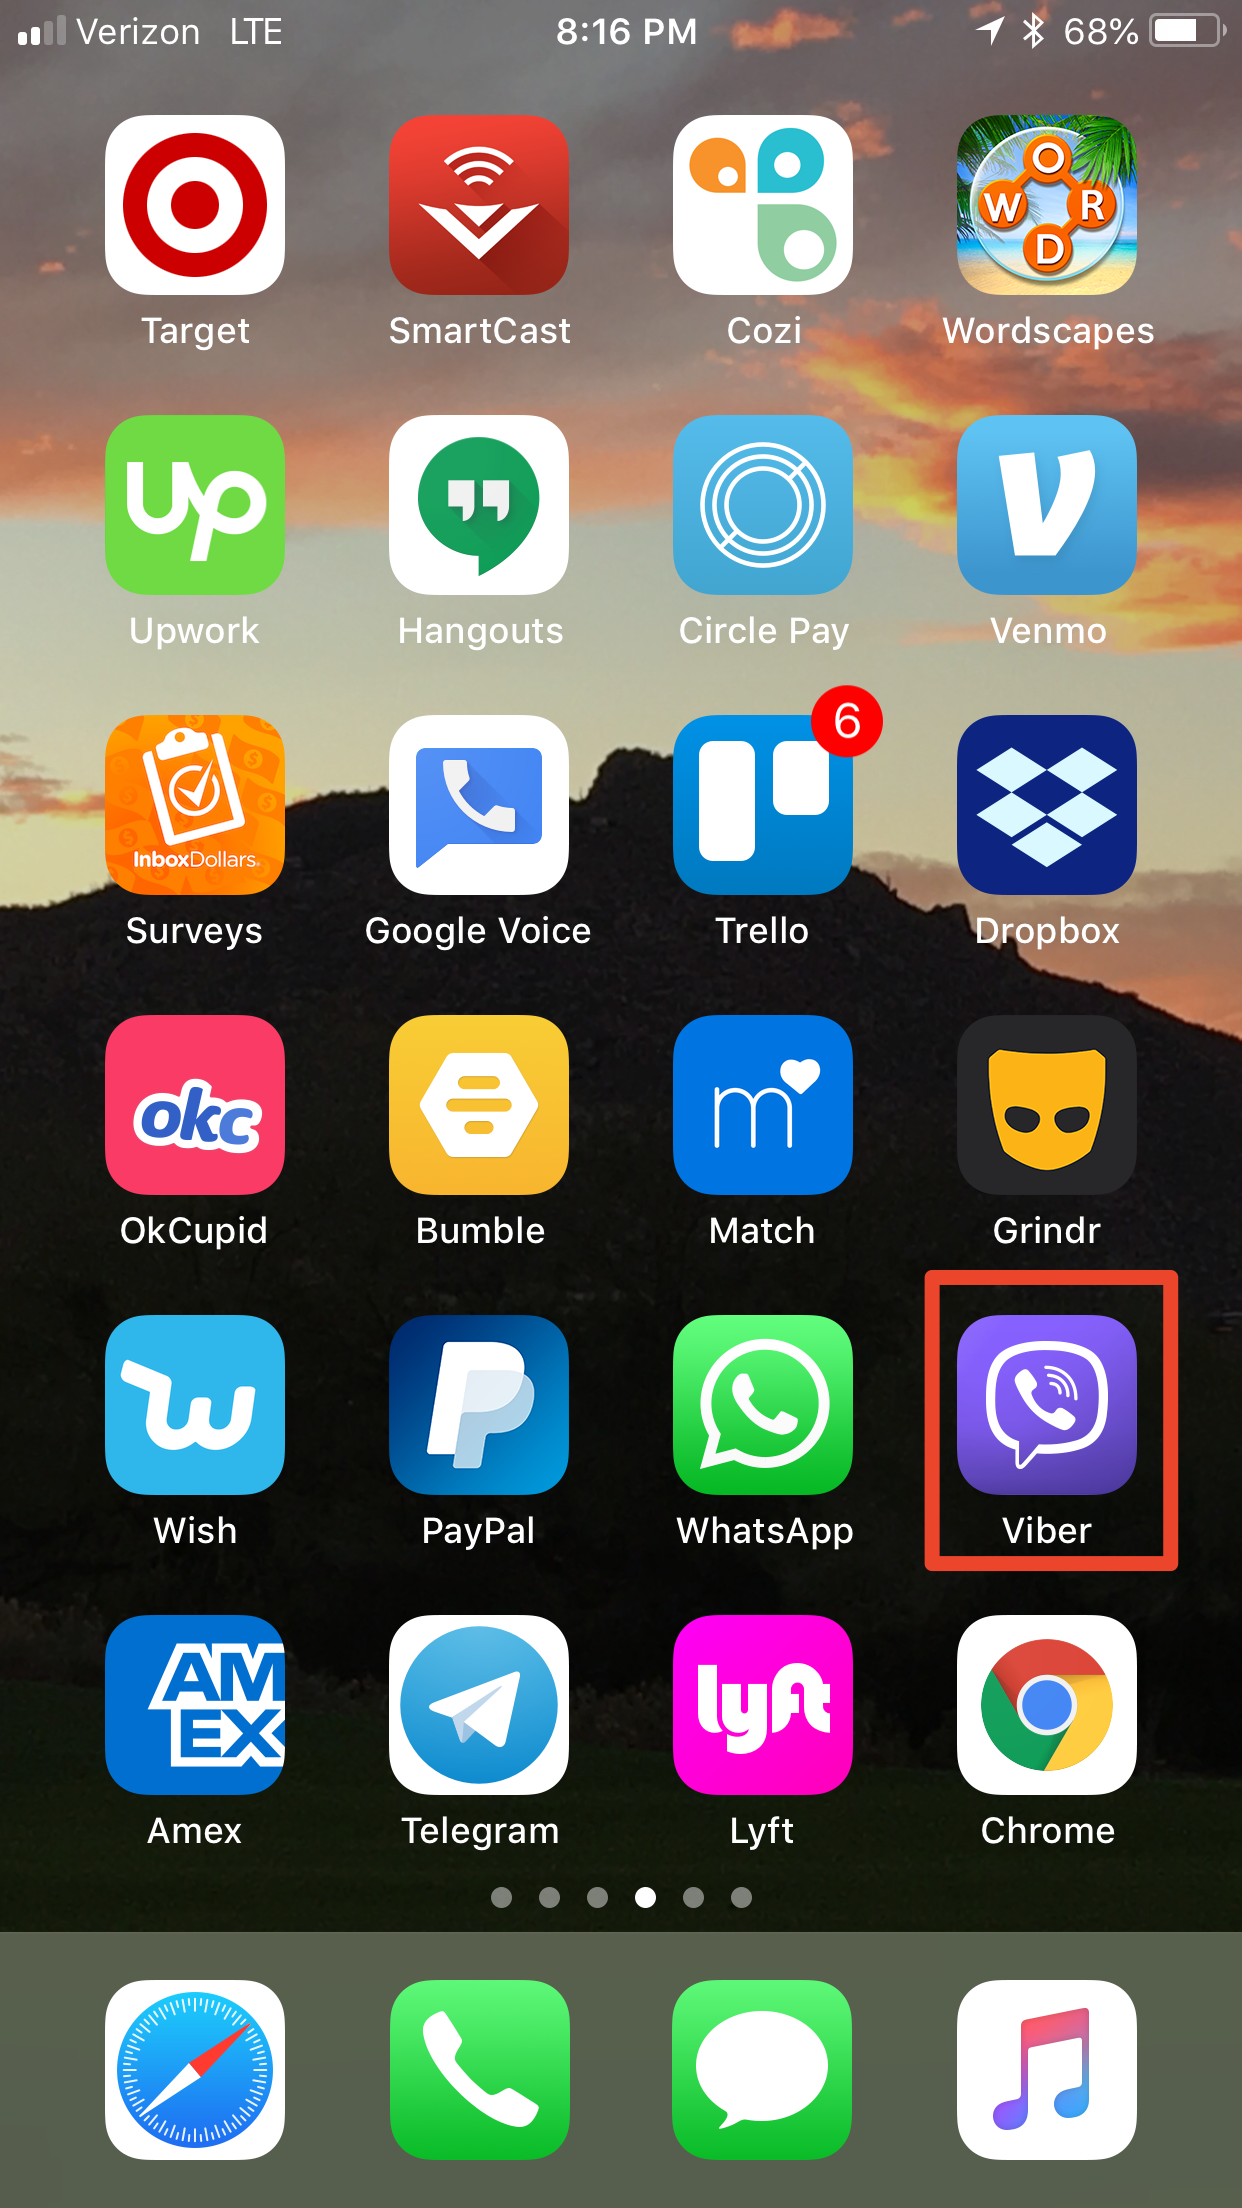 Verizon LTE 8:16 PM 68%
W O R D
Target SmartCast Cozi Wordscapes
up V
Upwork Hangouts Circle Pay Venmo
6
InboxDollars
Surveys Google Voice Trello Dropbox
okc m
OkCupid Bumble Match Grindr
w P
Wish PayPal WhatsApp Viber
AM
EX
lyft
Amex Telegram Lyft Chrome